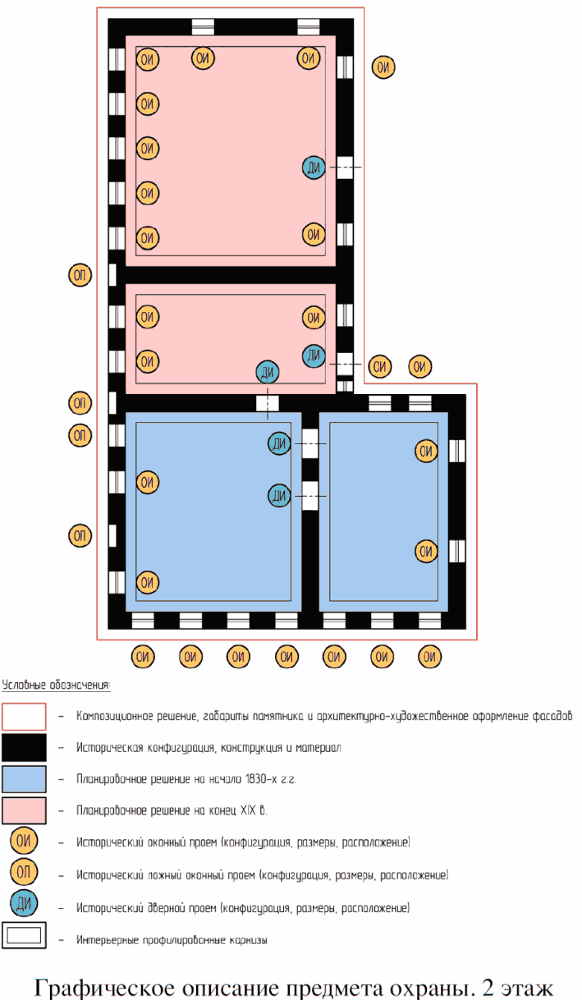 ОИ ОИ ОИ ОИ
ОИ
ОИ
ДИ
ОИ
ОИ ОИ
ОЛ
ОИ ОИ
ДИ
ОИ ДИ ОИ ОИ
ОЛ
ОЛ
ДИ ОИ
ОИ ДИ
ОЛ
ОИ
ОИ
ОИ ОИ ОИ ОИ ОИ ОИ ОИ
Условные обозначения:
– Композиционное решение, габариты памятника и архитектурно-художественное оформление фасадов
– Историческая конфигурация, конструкция и материал
– Планировочное решение на начало 1830-х г.г.
– Планировочное решение на конец XIX в.
ОИ – Исторический оконный проем (конфигурация, размеры, расположение)
ОЛ – Исторический ложный оконный проем (конфигурация, размеры, расположение)
ДИ – Исторический дверной проем (конфигурация, размеры, расположение)
– Интерьерные профилированные карнизы
Графическое описание предмета охраны. 2 этаж